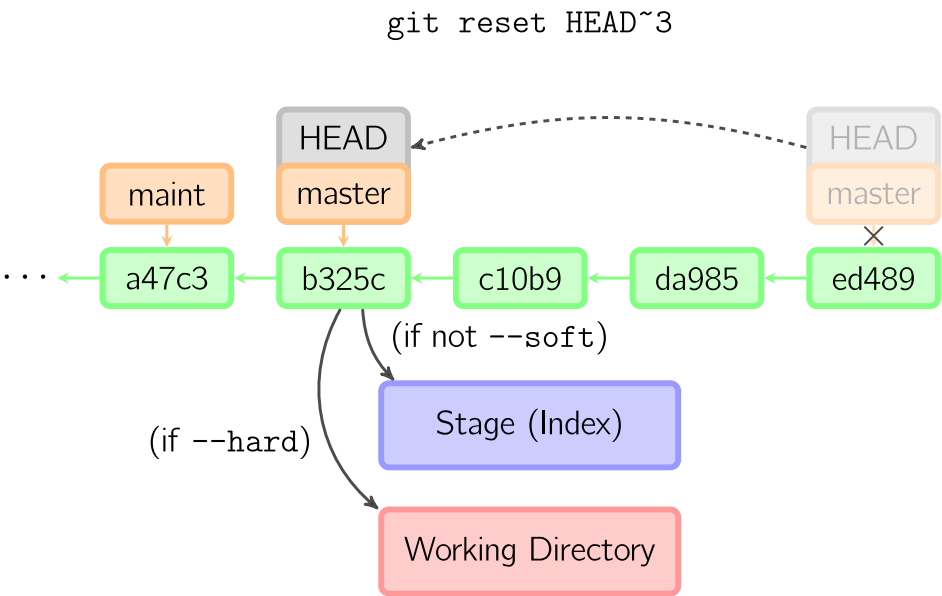 git reset HEAD~3
HEAD HEAD
maint master master
... a47c3 b325c c10b9 da985 ed489
(if not --soft)
Stage (Index)
(if --hard)
Working Directory